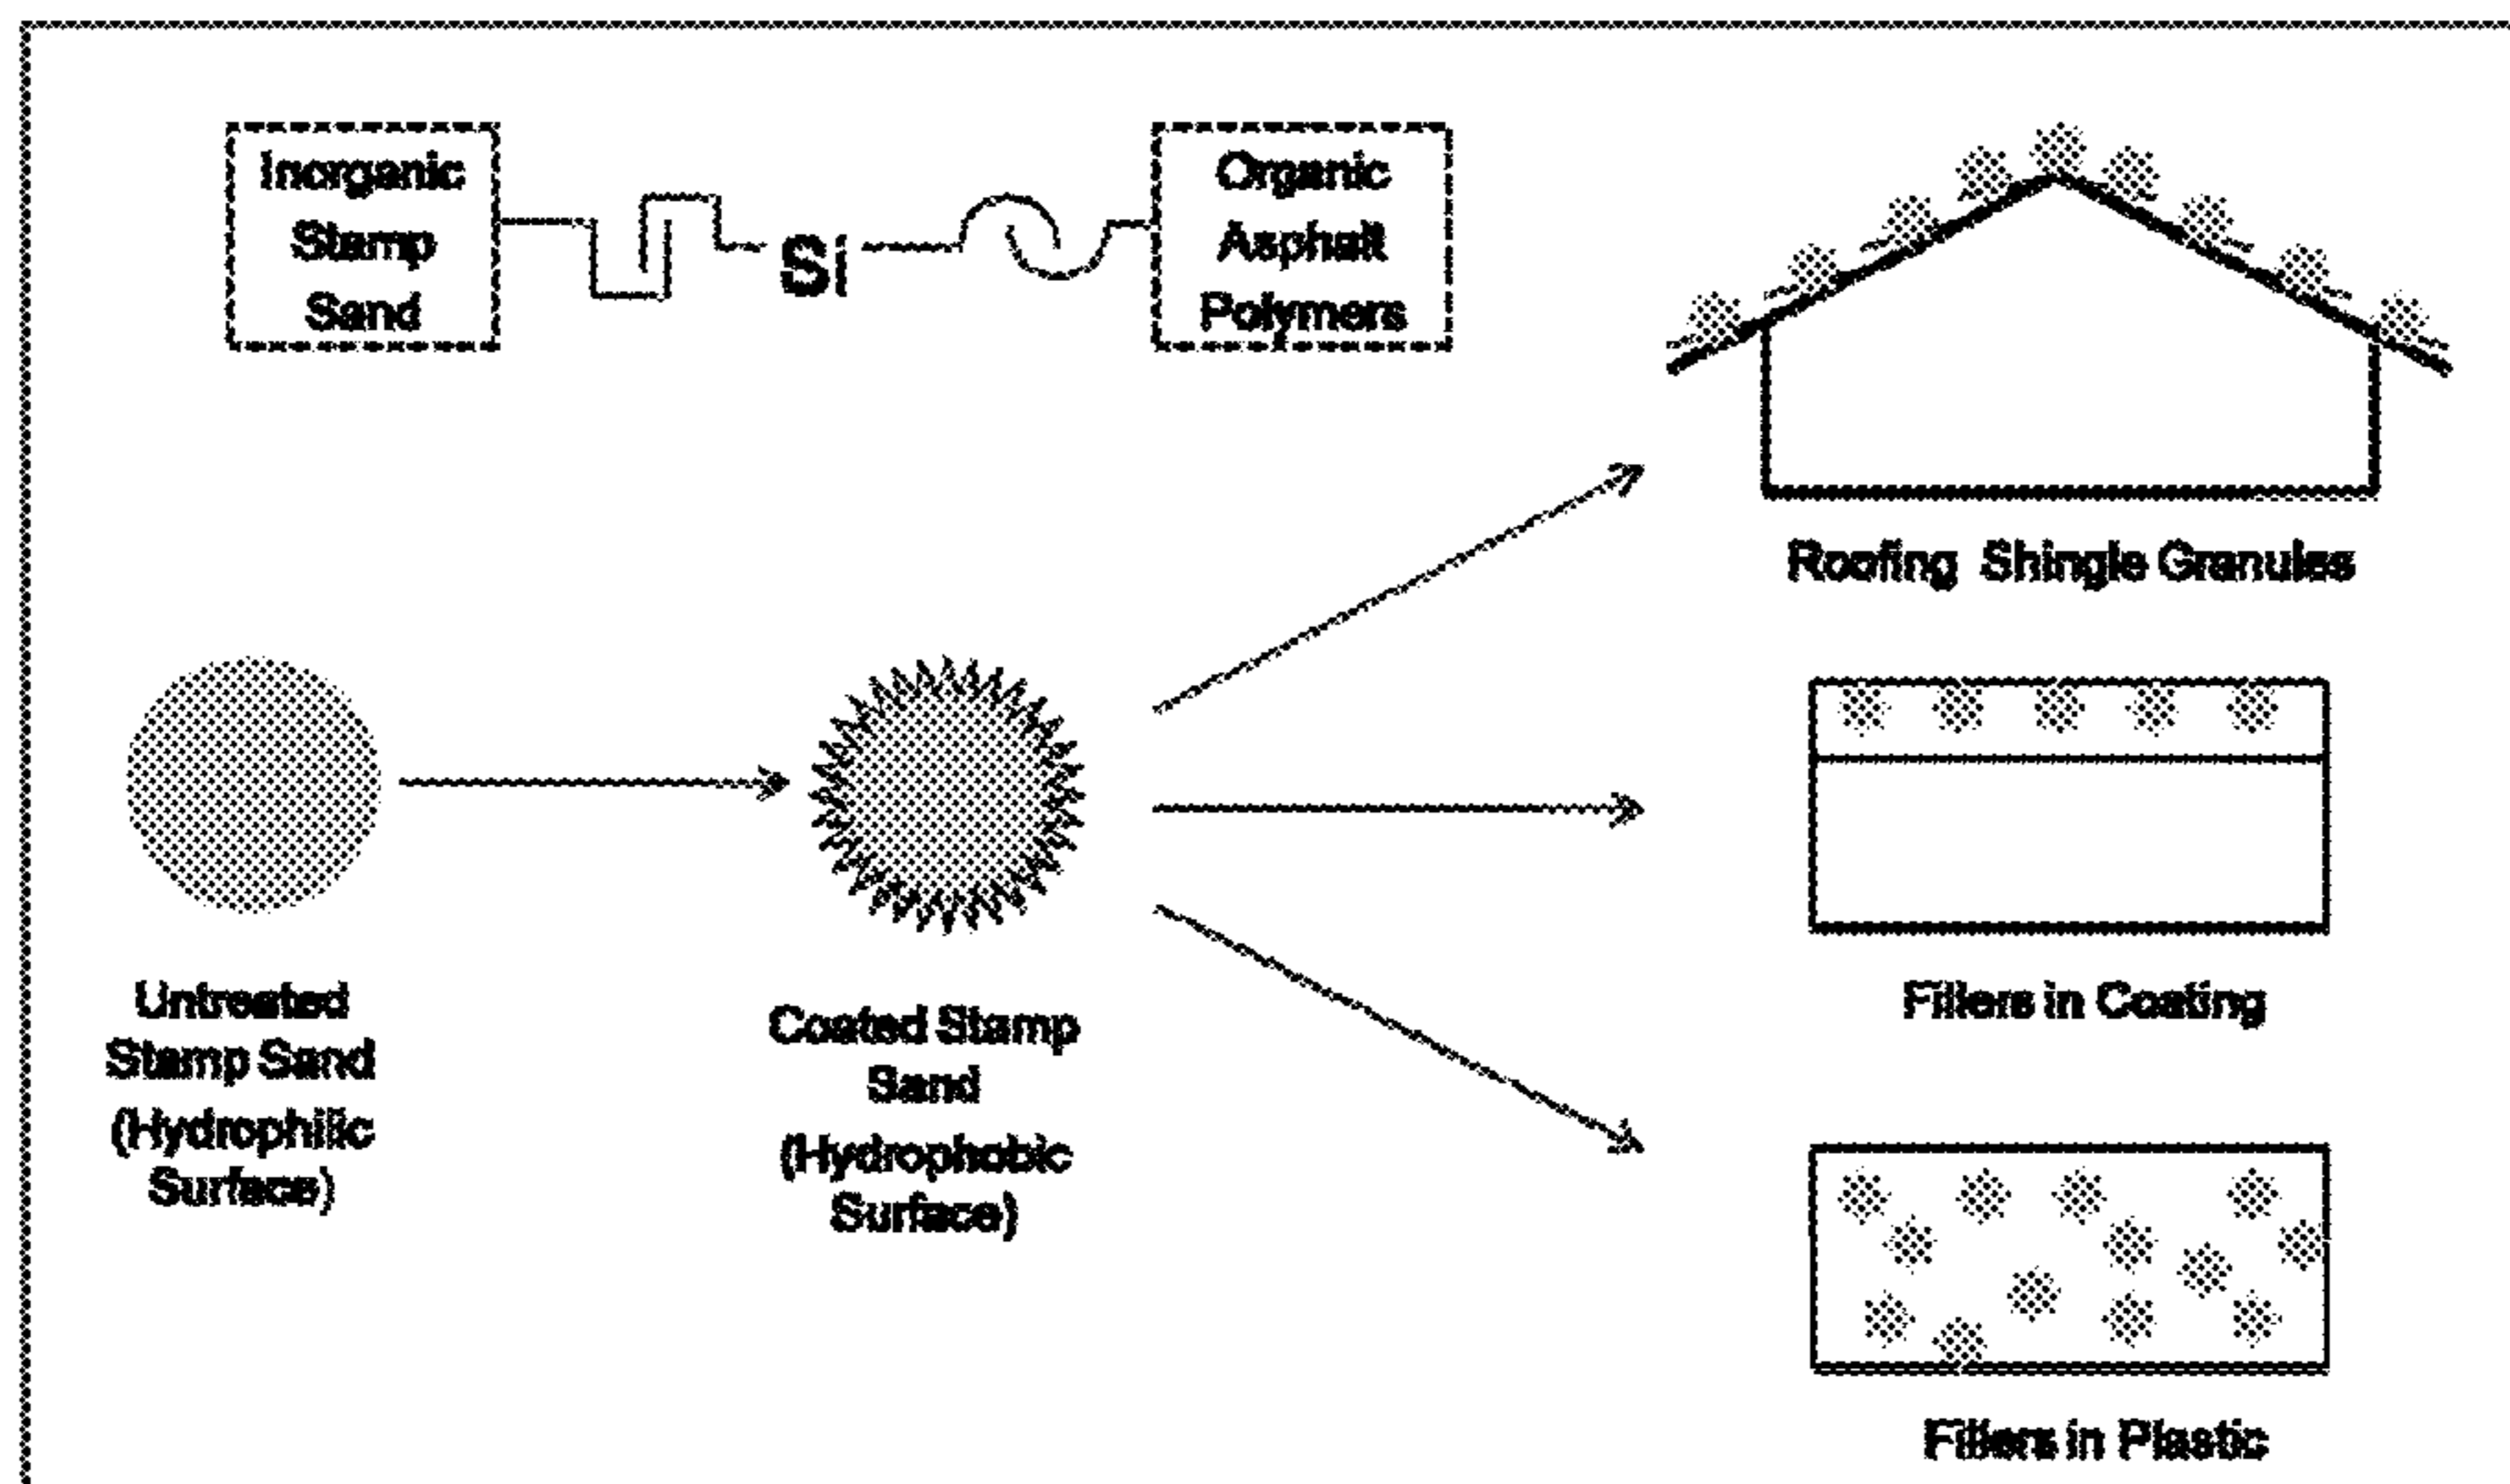 Inorganic
Stamp
Sand
Si
Organic
Asphalt
Polymers
Roofing Shingle Granules
Untreated
Stamp Sand
(Hydrophilic
Surface)
Coated Stamp
Sand
(Hydrophobic
Surface)
Fillers in Coating
Fillers in Plastic